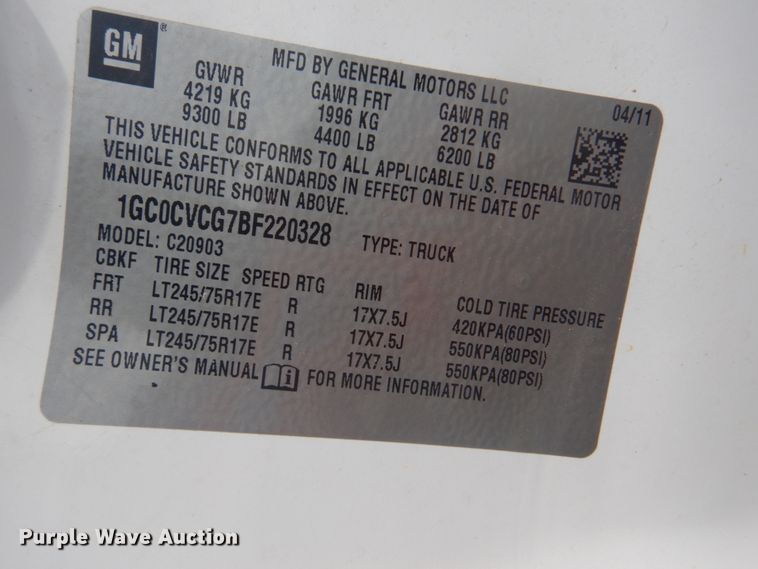 GM®
MFD BY GENERAL MOTORS LLC 04/11
GVWR GAWR FRT GAWR RR
4219 KG 1996 KG 2812 KG
9300 LB 4400 LB 6200 LB
THIS VEHICLE CONFORMS TO ALL APPLICABLE U.S. FEDERAL MOTOR
VEHICLE SAFETY STANDARDS IN EFFECT ON THE DATE OF
MANUFACTURE SHOWN ABOVE.
1GC0CVCG7BF220328 TYPE: TRUCK
MODEL: C20903
CBKF TIRE SIZE SPEED RTG RIM COLD TIRE PRESSURE
FRT LT245/75R17E R 17X7.5J 420KPA(60PSI)
RR LT245/75R17E R 17X7.5J 550KPA(80PSI)
SPA LT245/75R17E R 17X7.5J 550KPA(80PSI)
SEE OWNER'S MANUAL FOR MORE INFORMATION.
Purple Wave Auction